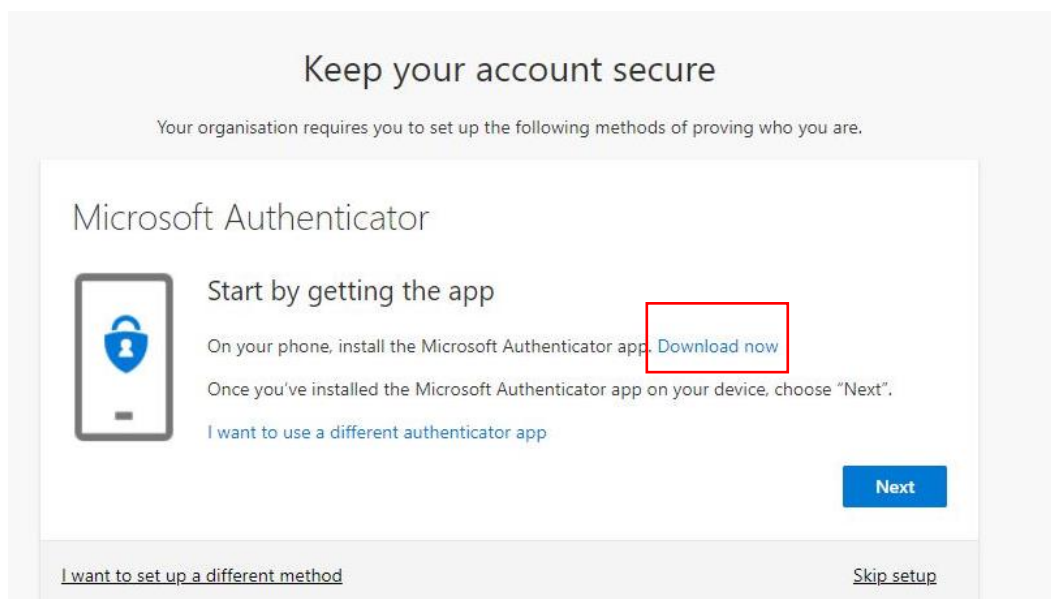 Keep your account secure
Your organisation requires you to set up the following methods of proving who you are.
Microsoft Authenticator
Start by getting the app
On your phone, install the Microsoft Authenticator app. Download now
Once you've installed the Microsoft Authenticator app on your device, choose “Next”.
I want to use a different authenticator app
Next
I want to set up a different method
Skip setup